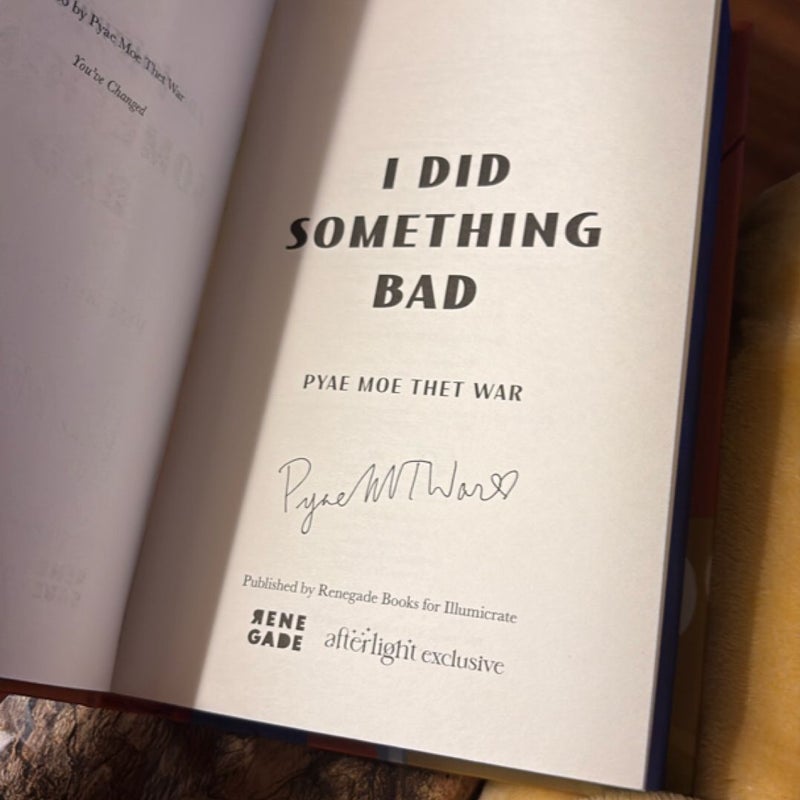 by Pyae Moe Thet War
You've Changed
I DID
SOMETHING
BAD
PYAE MOE THET WAR
Pyae M T War
Published by Renegade Books for Illumicrate
RENE
GADE
afterlight exclusive